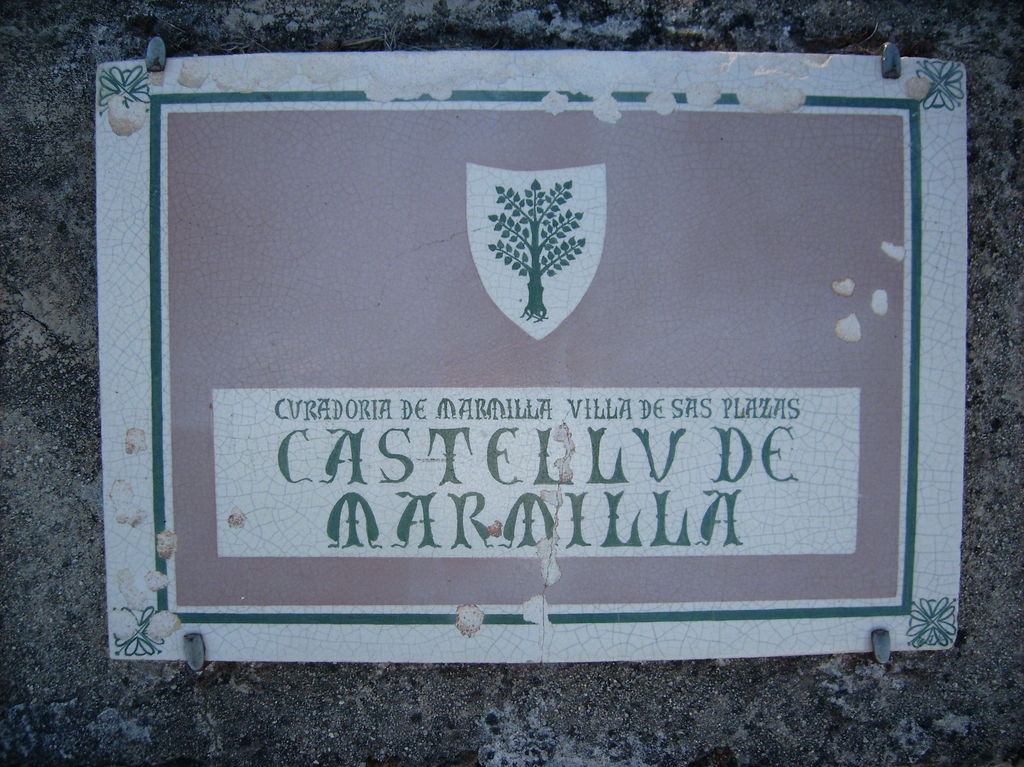 CVRADORIA DE MARMILLA VILLA DE SAS PLAZAS
CASTELLV DE
MARMILLA